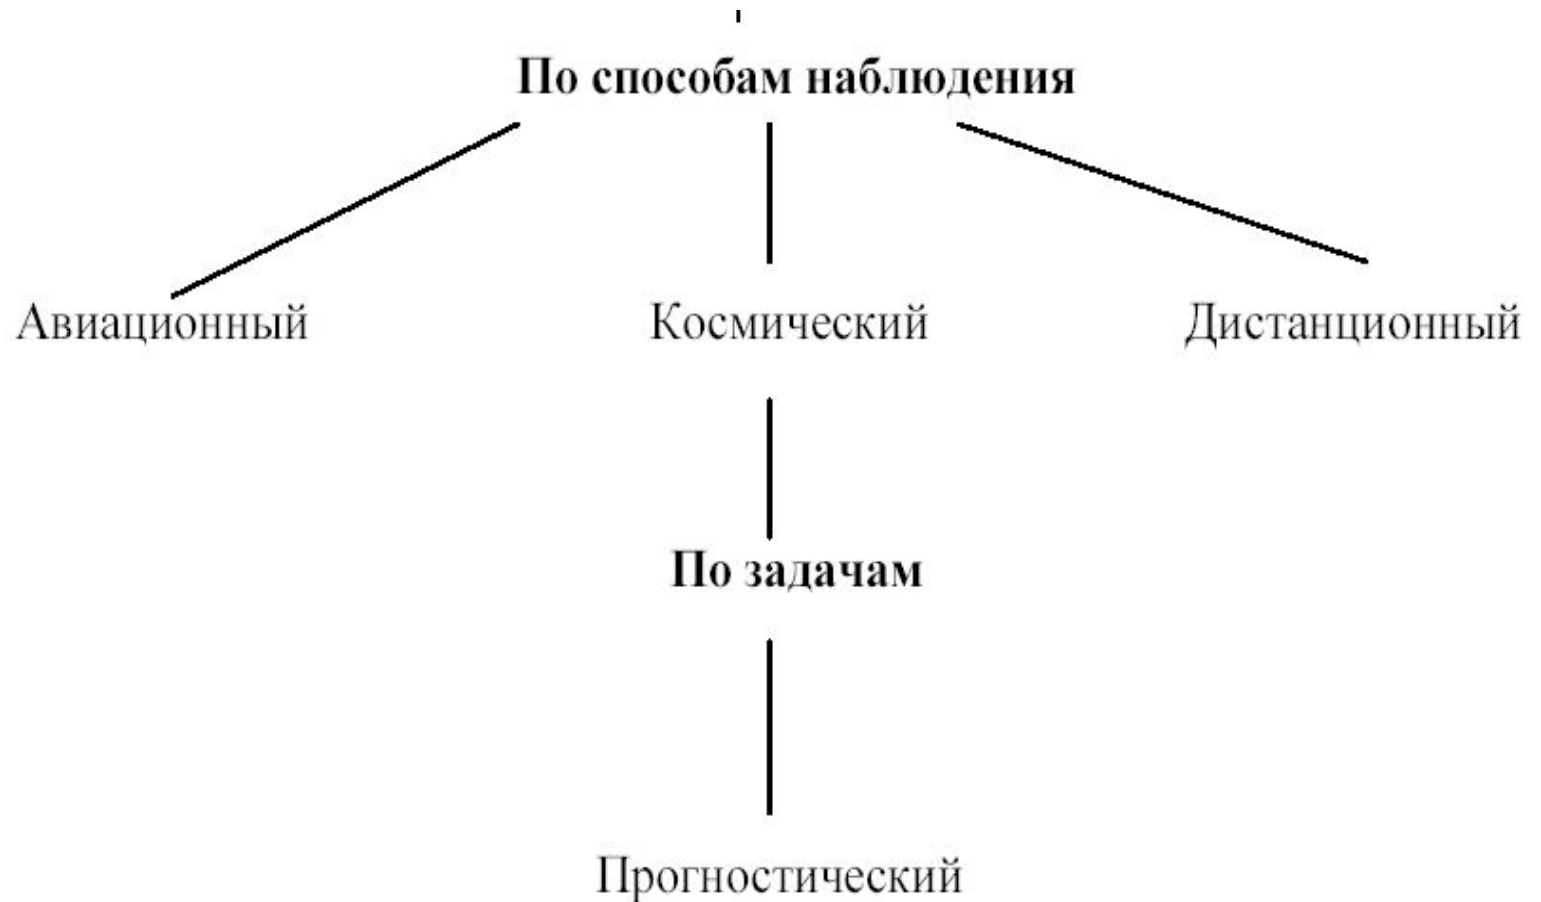 По способам наблюдения
Авиационный Космический Дистанционный
По задачам
Прогностический